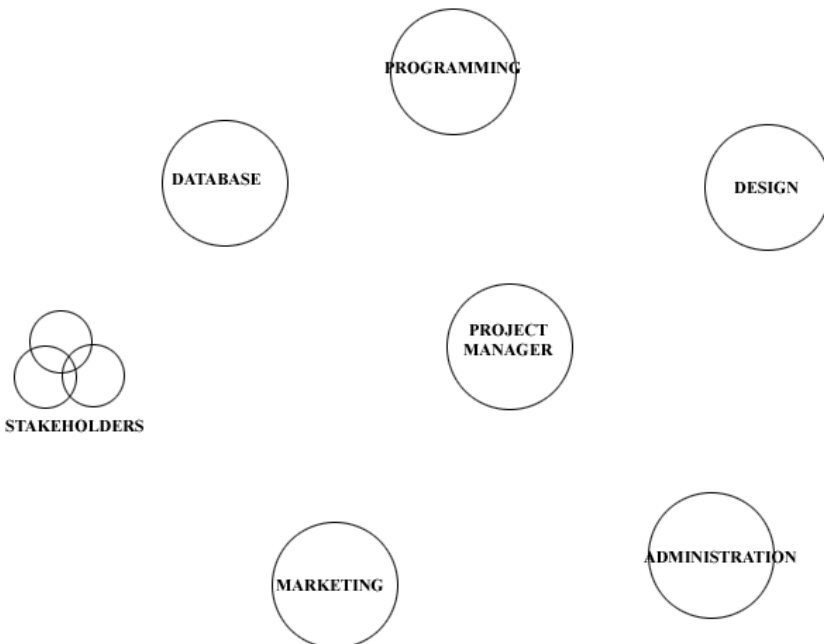 PROGRAMMING
DATABASE
DESIGN
PROJECT
MANAGER
STAKEHOLDERS
ADMINISTRATION
MARKETING